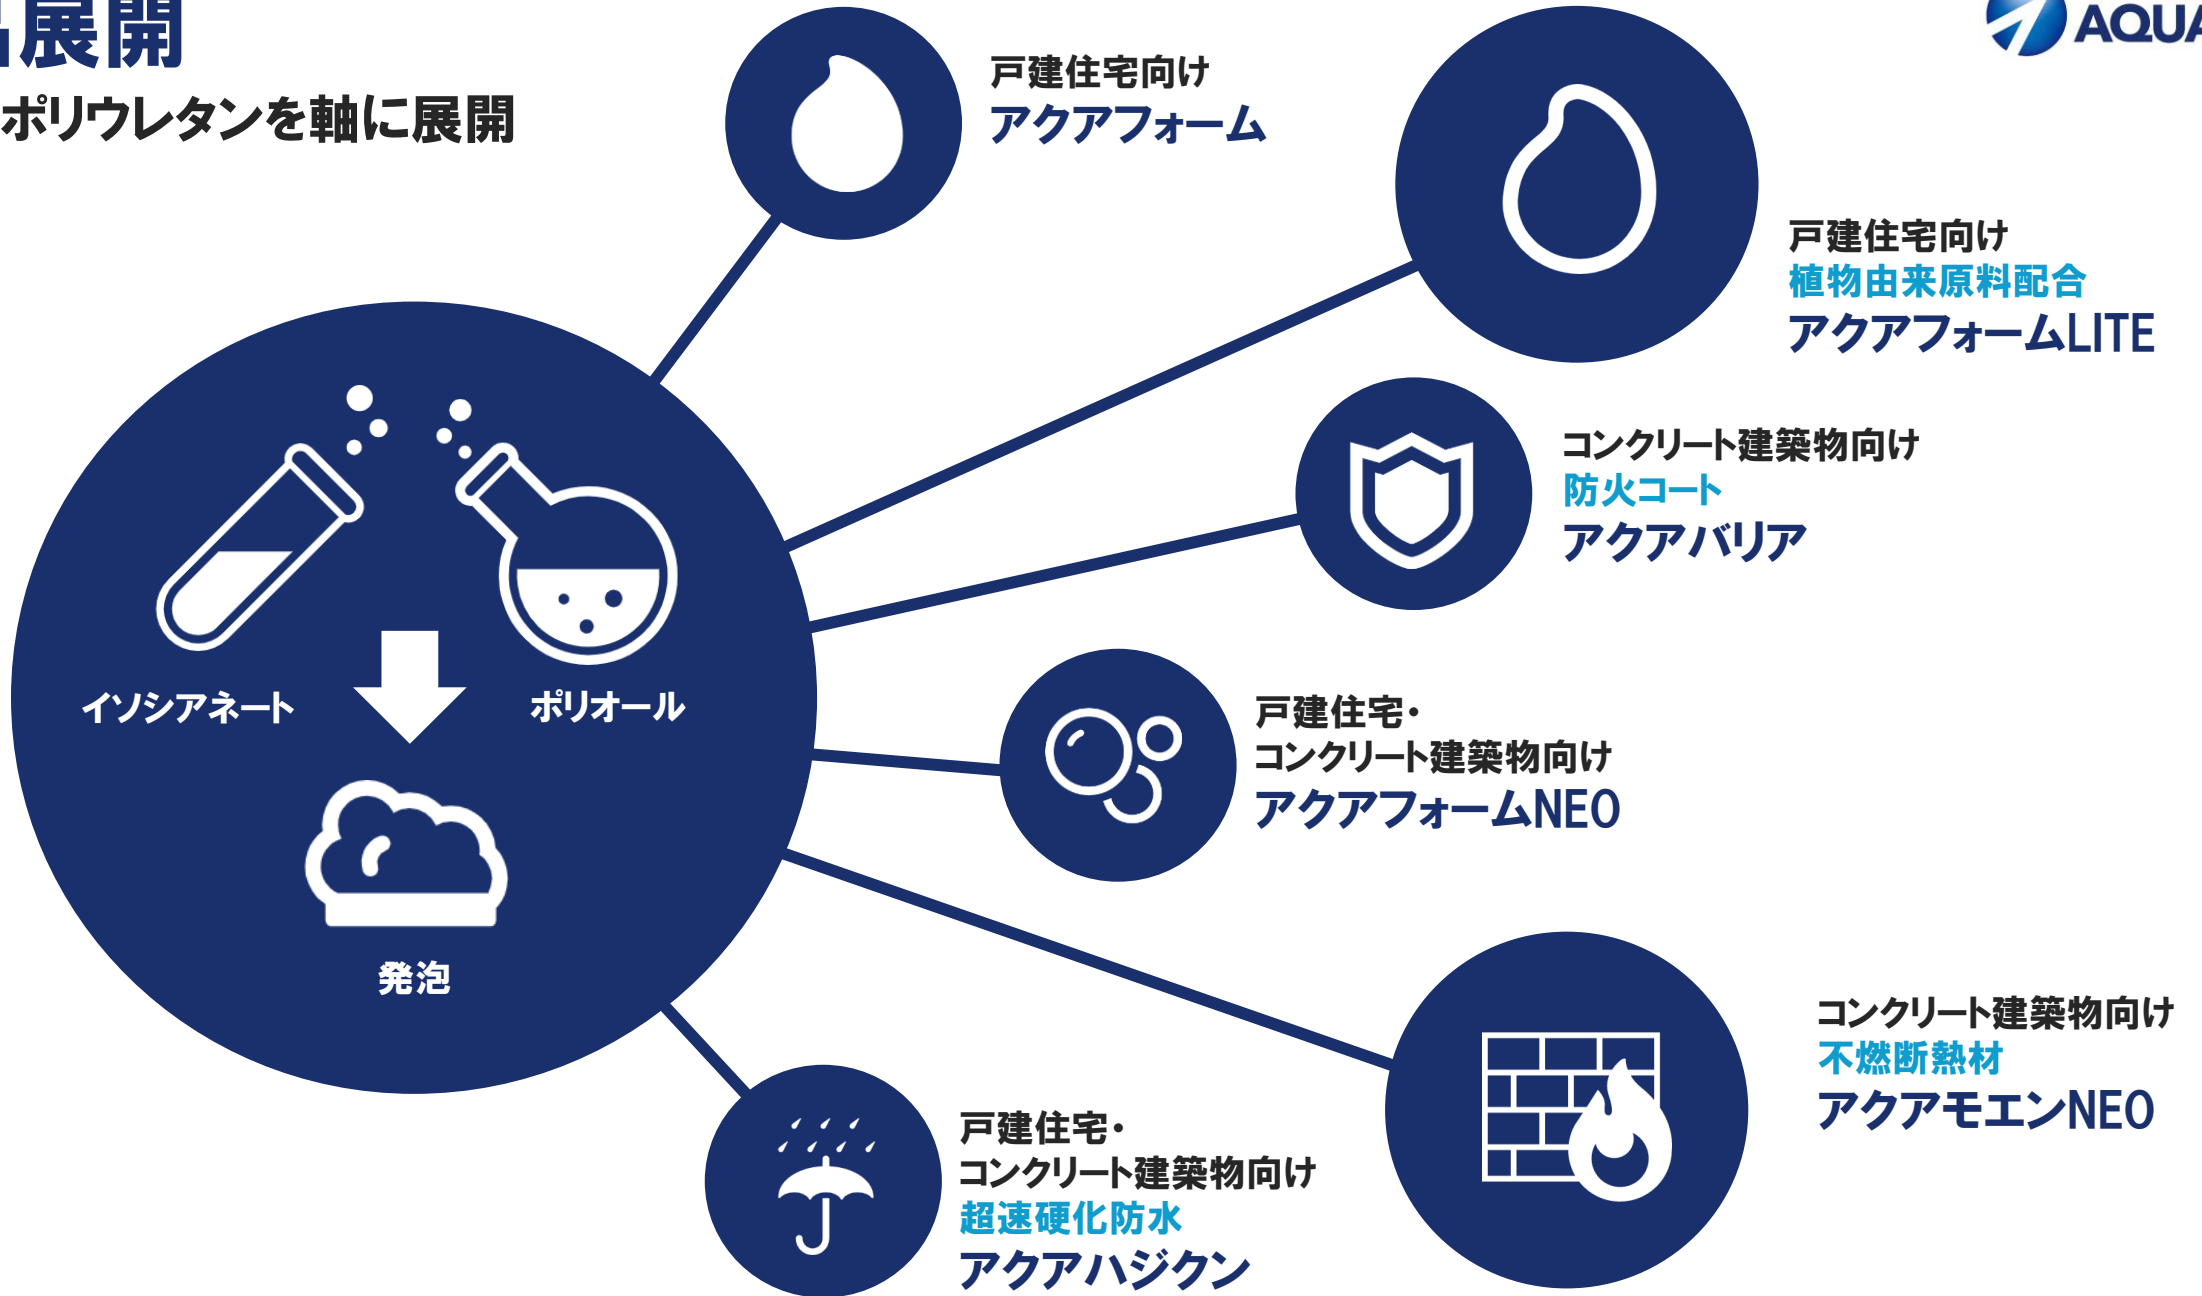 展開
ポリウレタンを軸に展開
AQUA
戸建住宅向け
アクアフォーム
戸建住宅向け
植物由来原料配合
アクアフォームLITE
コンクリート建築物向け
防火コート
アクアバリア
イソシアネート
ポリオール
発泡
戸建住宅・
コンクリート建築物向け
アクアフォームNEO
コンクリート建築物向け
不燃断熱材
アクアモエンNEO
戸建住宅・
コンクリート建築物向け
超速硬化防水
アクアハジクン